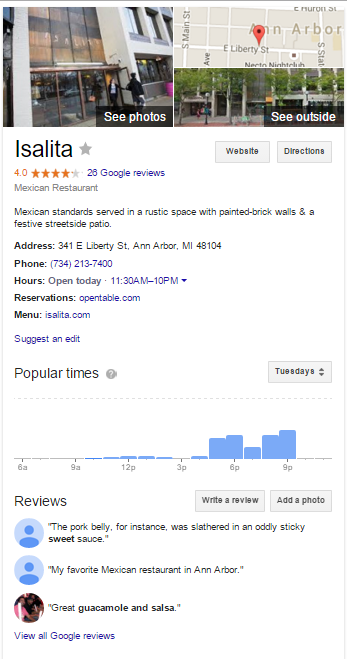 E Huron St
Ann Arbor
S Main St
E Liberty St
S Stat
Ave
Necto Nightclub
See photos
See outside
Isalita
Website
Directions
4.0
26 Google reviews
Mexican Restaurant
Mexican standards served in a rustic space with painted-brick walls & a
festive streetside patio.
Address: 341 E Liberty St, Ann Arbor, MI 48104
Phone: (734) 213-7400
Hours: Open today · 11:30AM–10PM
Reservations: opentable.com
Menu: isalita.com
Suggest an edit
Popular times ?
Tuesdays
6a 9a 12p 3p 6p 9p
Reviews
Write a review
Add a photo
"The pork belly, for instance, was slathered in an oddly sticky
sweet sauce."
"My favorite Mexican restaurant in Ann Arbor."
"Great guacamole and salsa."
View all Google reviews